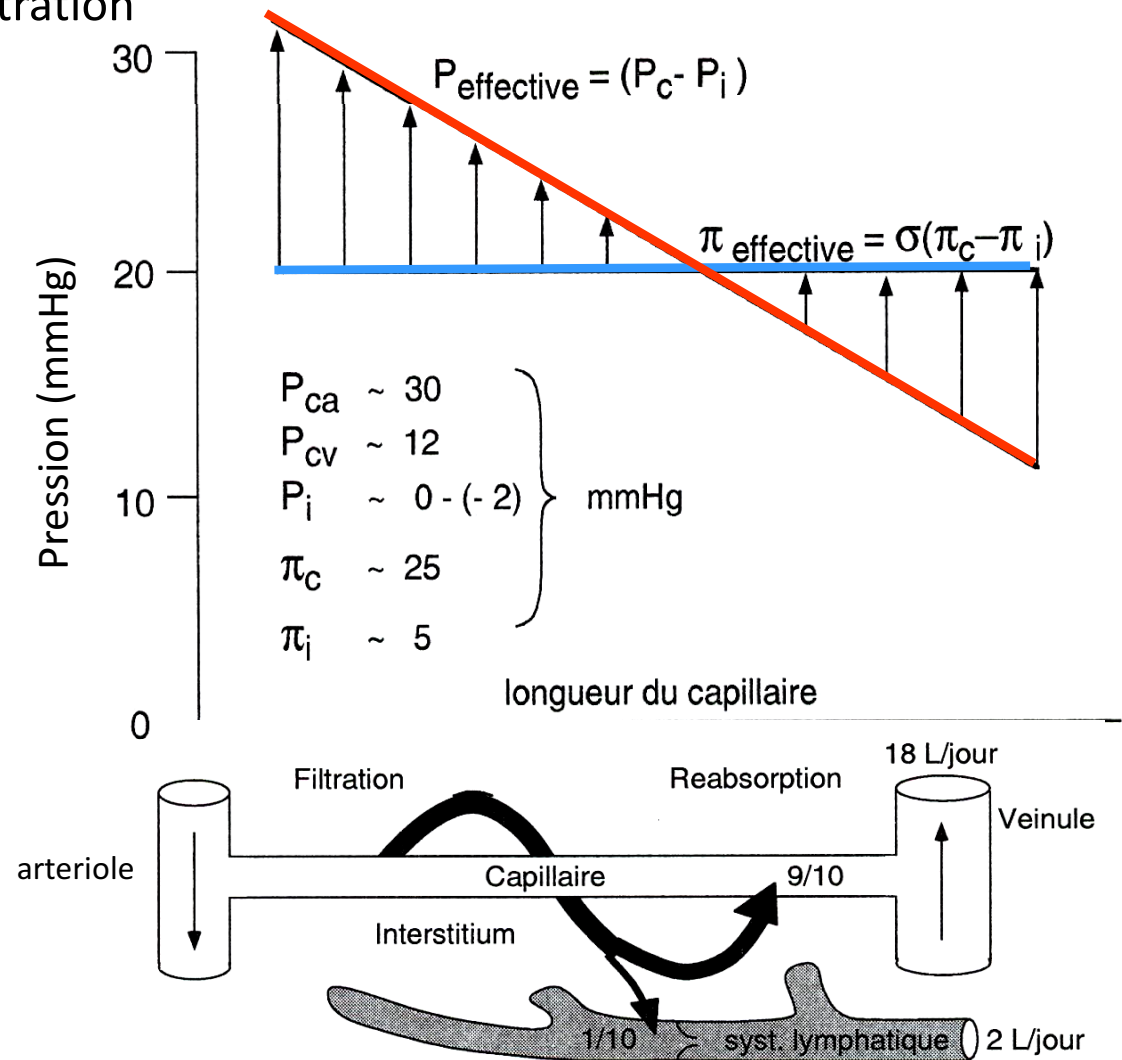 tration
30
P effective = (Pc- Pi )
π effective = σ(πc–π i)
20
Pression (mmHg)
Pca ~ 30
Pcv ~ 12
Pi ~ 0 - (- 2)
mmHg
10
πc ~ 25
πi ~ 5
longueur du capillaire
0
18 L/jour
Filtration
Reabsorption
Veinule
arteriole
Capillaire
9/10
Interstitium
1/10
syst. lymphatique
2 L/jour